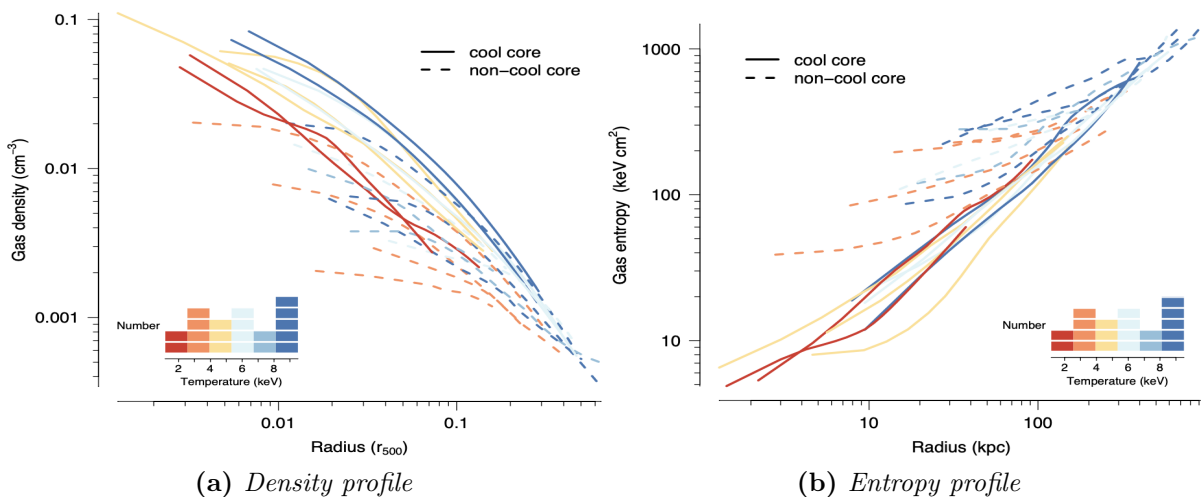 0.1
0.01
0.001
Gas density (cm⁻³)
cool core
non−cool core
Number
2 4 6 8
Temperature (keV)
0.01 0.1
Radius (r₅₀₀)
(a) Density profile
1000
100
10
Gas entropy (keV cm²)
cool core
non−cool core
Number
2 4 6 8
Temperature (keV)
10 100
Radius (kpc)
(b) Entropy profile